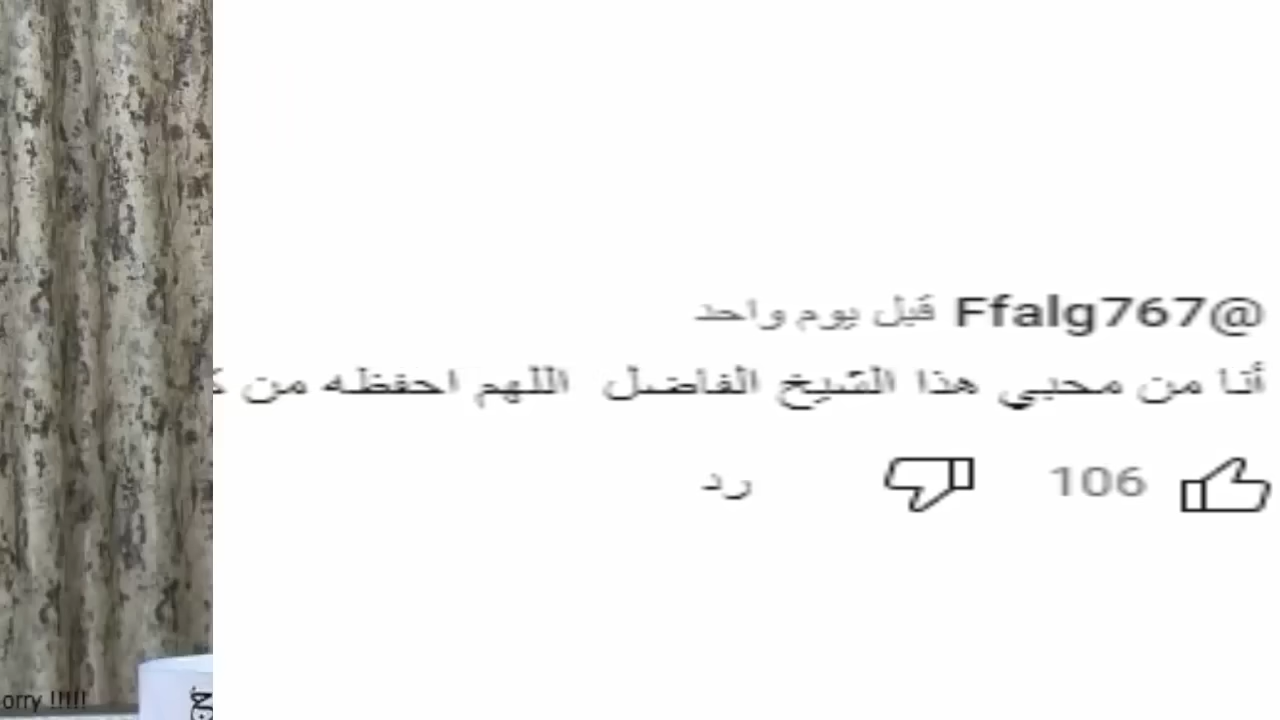 @Ffalg767 قبل يوم واحد
أنا من محبي هذا الشيخ الفاضل اللهم احفظه من
106 رد
orry !!!!!